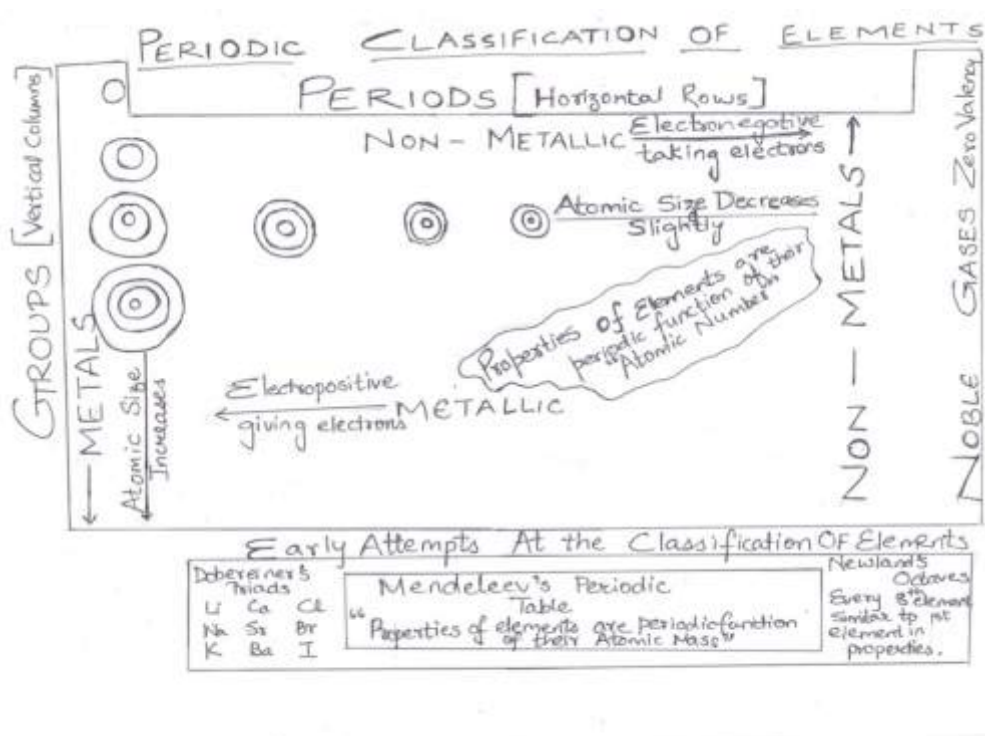 PERIODIC CLASSIFICATION OF ELEMENTS
PERIODS [Horizontal Rows]
GROUPS [Vertical Columns]
NON - METALLIC
Electronegative
taking electrons
Atomic Size Decreases
Slightly
Properties of Elements are
periodic function of their
Atomic Number
Electropositive
giving electrons
METALLIC
METALS
Atomic Size
Increases
NON - METALS
NOBLE GASES Zero Valency
Early Attempts At the Classification OF Elements
Dobereiner's
Triads
Li Ca Cl
Na Sr Br
K Ba I
Mendeleev's Periodic
Table
"Properties of elements are periodic function
of their Atomic Mass"
Newland's
Octaves
Every 8th element
similar to 1st
element in
properties.